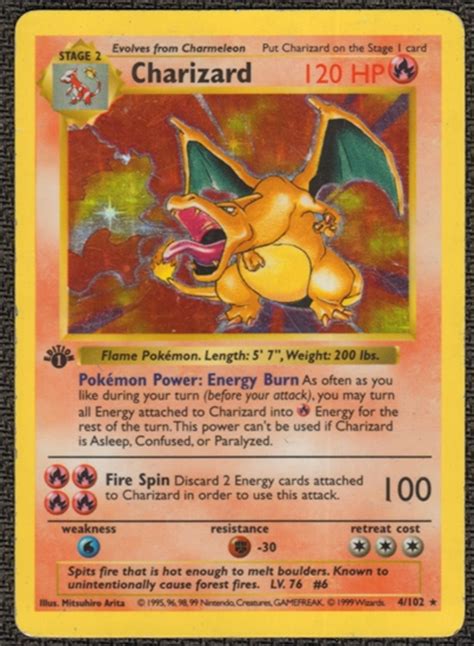 STAGE 2 Evolves from Charmeleon Put Charizard on the Stage 1 card
Charizard 120 HP
EDITION
1
Flame Pokémon. Length: 5' 7", Weight: 200 lbs.
Pokémon Power: Energy Burn As often as you
like during your turn (before your attack), you may turn
all Energy attached to Charizard into Energy for the
rest of the turn. This power can't be used if Charizard
is Asleep, Confused, or Paralyzed.
Fire Spin Discard 2 Energy cards attached
to Charizard in order to use this attack. 100
weakness resistance retreat cost
-30
Spits fire that is hot enough to melt boulders. Known to
unintentionally cause forest fires. LV. 76 #6
Illus. Mitsuhiro Arita © 1995, 96, 98, 99 Nintendo, Creatures, GAMEFREAK. © 1999 Wizards. 4/102 ★